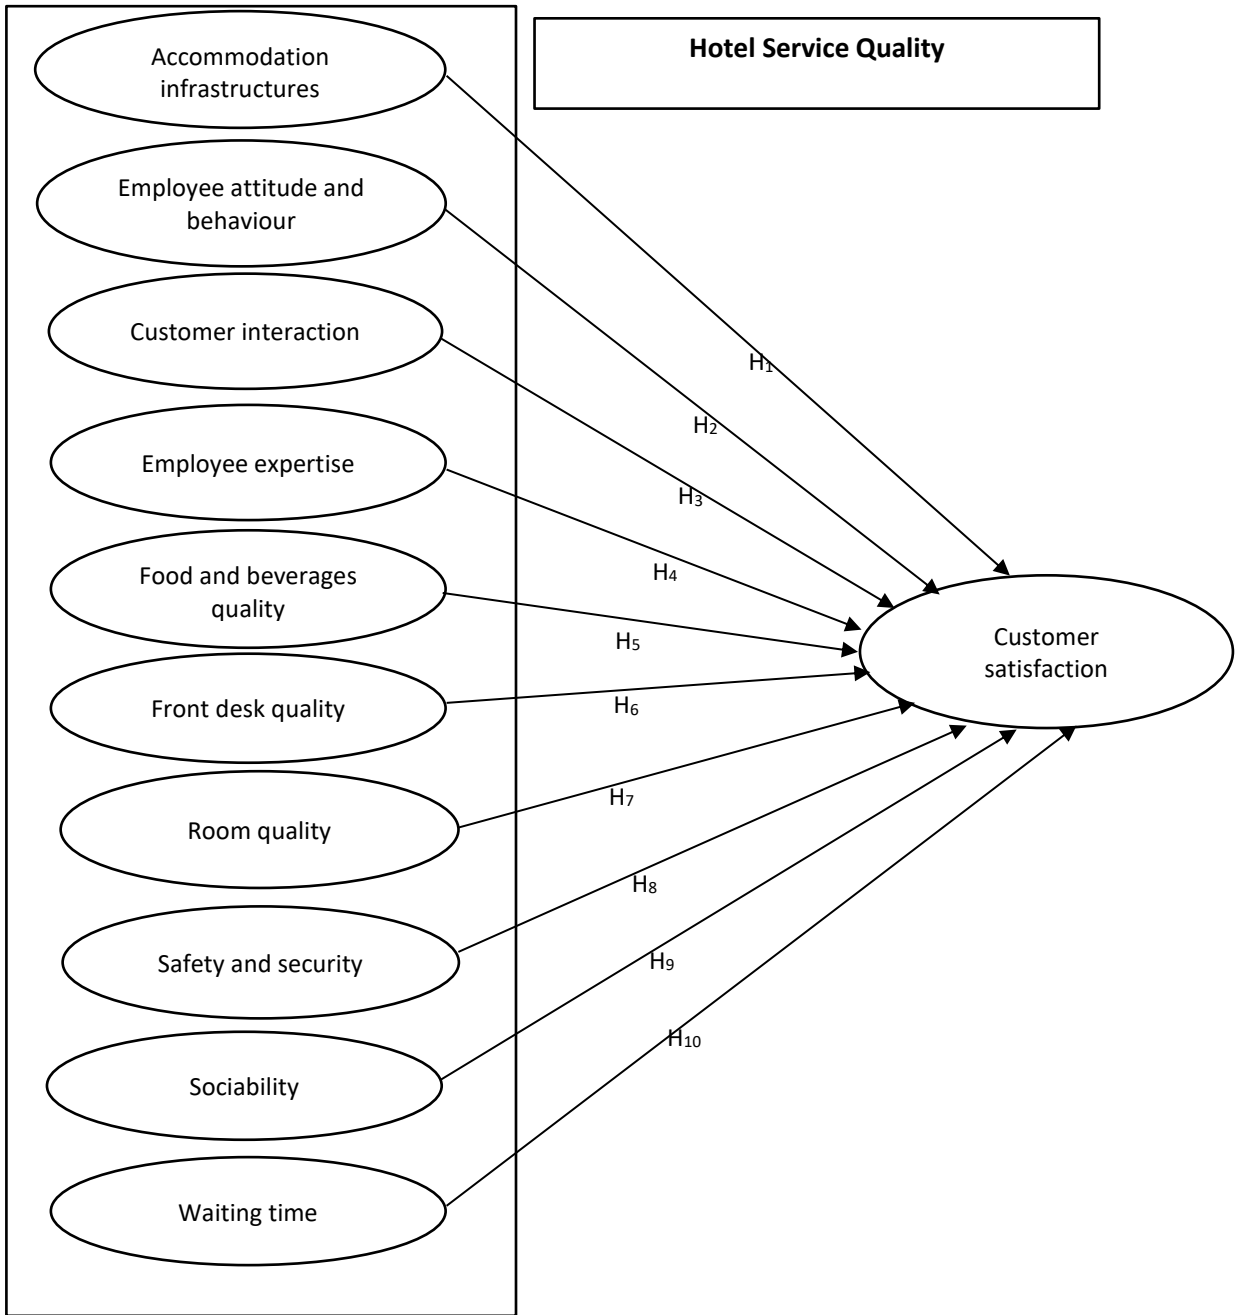 Hotel Service Quality
Accommodation
infrastructures
Employee attitude and
behaviour
Customer interaction
Employee expertise
Food and beverages
quality
Front desk quality
Room quality
Safety and security
Sociability
Waiting time
H₁
H₂
H₃
H₄
H₅
H₆
H₇
H₈
H₉
H₁₀
Customer
satisfaction